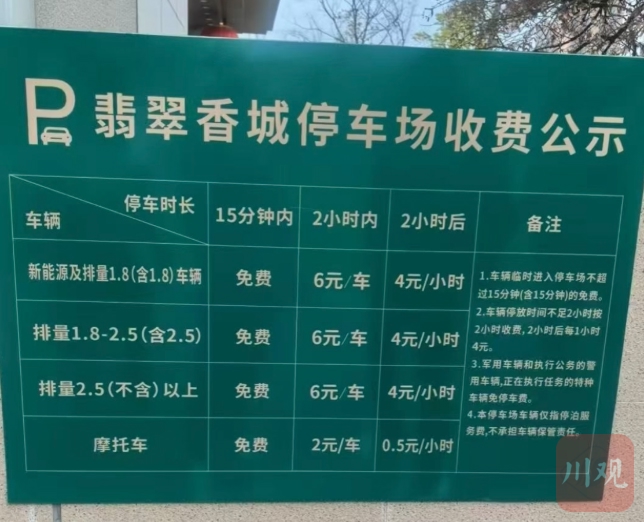 P 翡翠香城停车场收费公示
停车时长 车辆 15分钟内 2小时内 2小时后 备注
新能源及排量1.8(含1.8)车辆 免费 6元/车 4元/小时
排量1.8-2.5(含2.5) 免费 6元/车 4元/小时
排量2.5(不含)以上 免费 6元/车 4元/小时
摩托车 免费 2元/车 0.5元/小时
1.车辆临时进入停车场不超
过15分钟(含15分钟)的免费。
2.车辆停放时间不足2小时按
2小时收费,2小时后每1小时
4元。
3.军用车辆和执行公务的警
用车辆,正在执行任务的特种
车辆免停车费。
4.本停车场车辆仅指停泊服
务费,不承担车辆保管责任。
川观